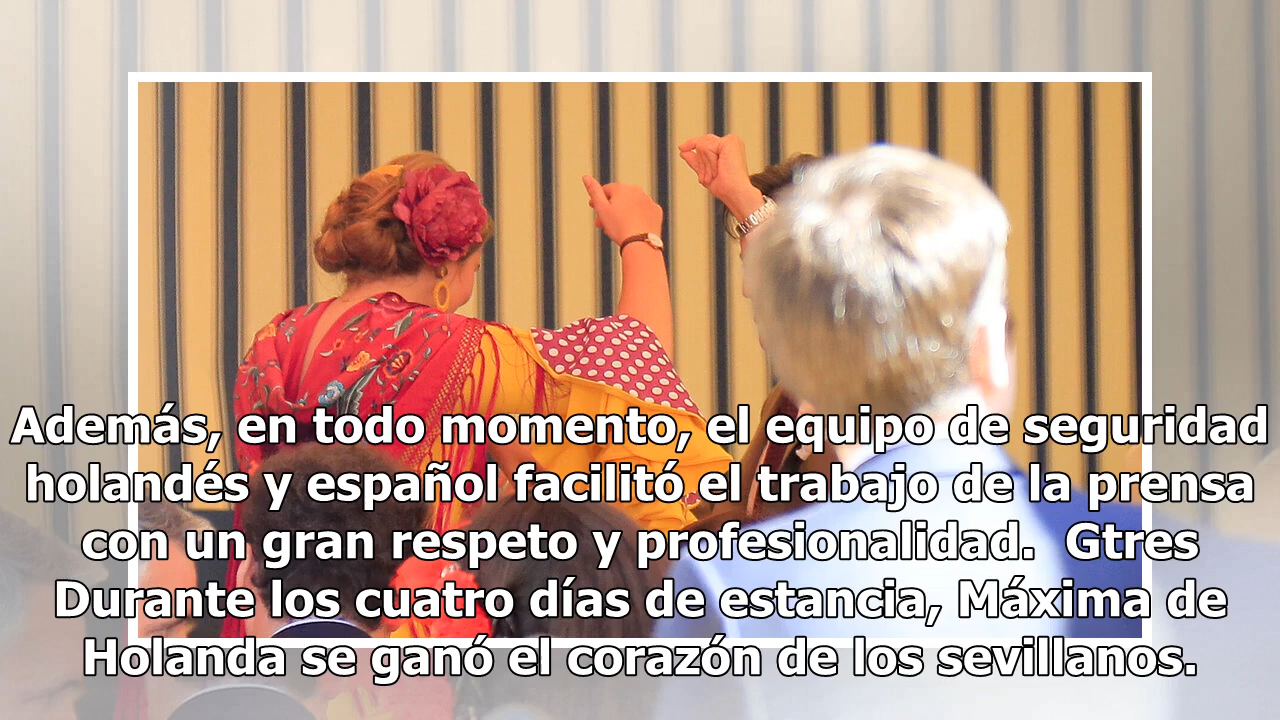 Además, en todo momento, el equipo de seguridad
holandés y español facilitó el trabajo de la prensa
con un gran respeto y profesionalidad.  Gtres
Durante los cuatro días de estancia, Máxima de
Holanda se ganó el corazón de los sevillanos.